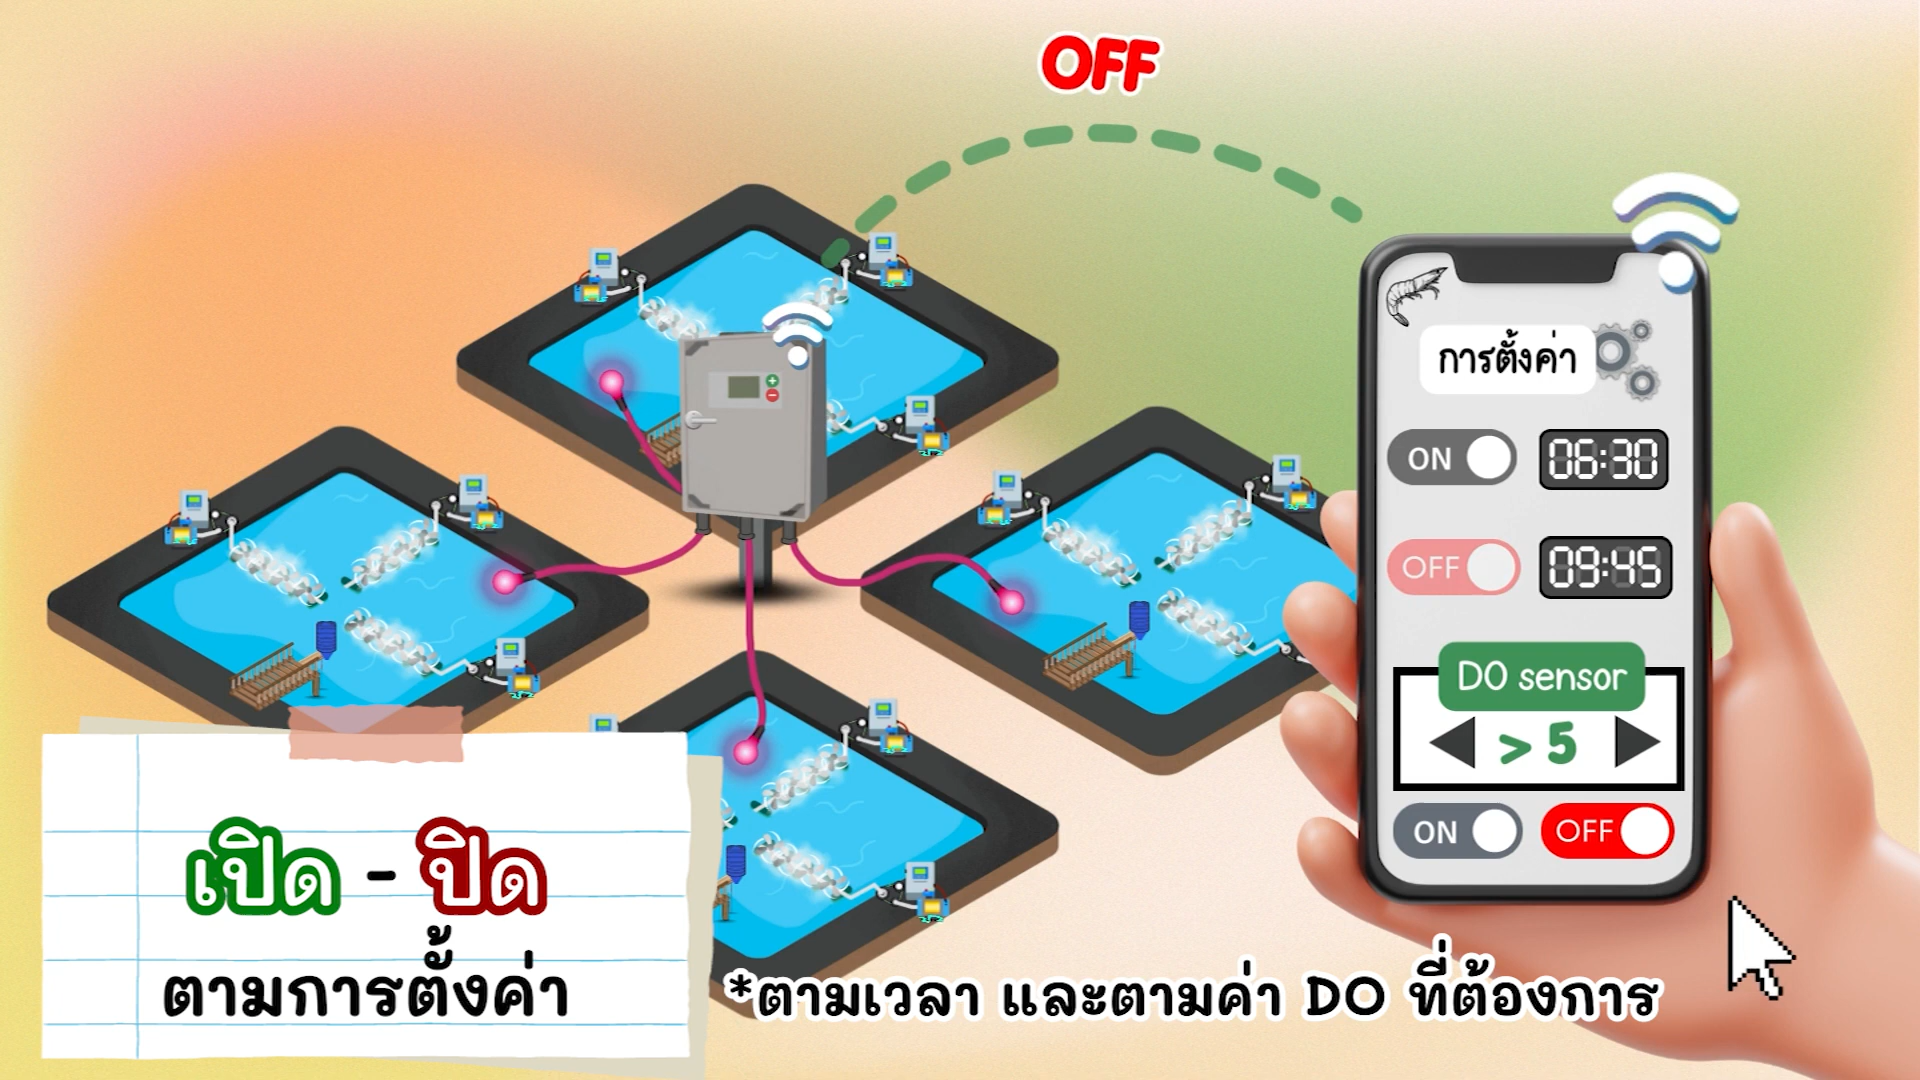 OFF
การตั้งค่า
ON
06:30
OFF
09:45
DO sensor
> 5
ON
OFF
เปิด - ปิด
ตามการตั้งค่า
*ตามเวลา และตามค่า DO ที่ต้องการ